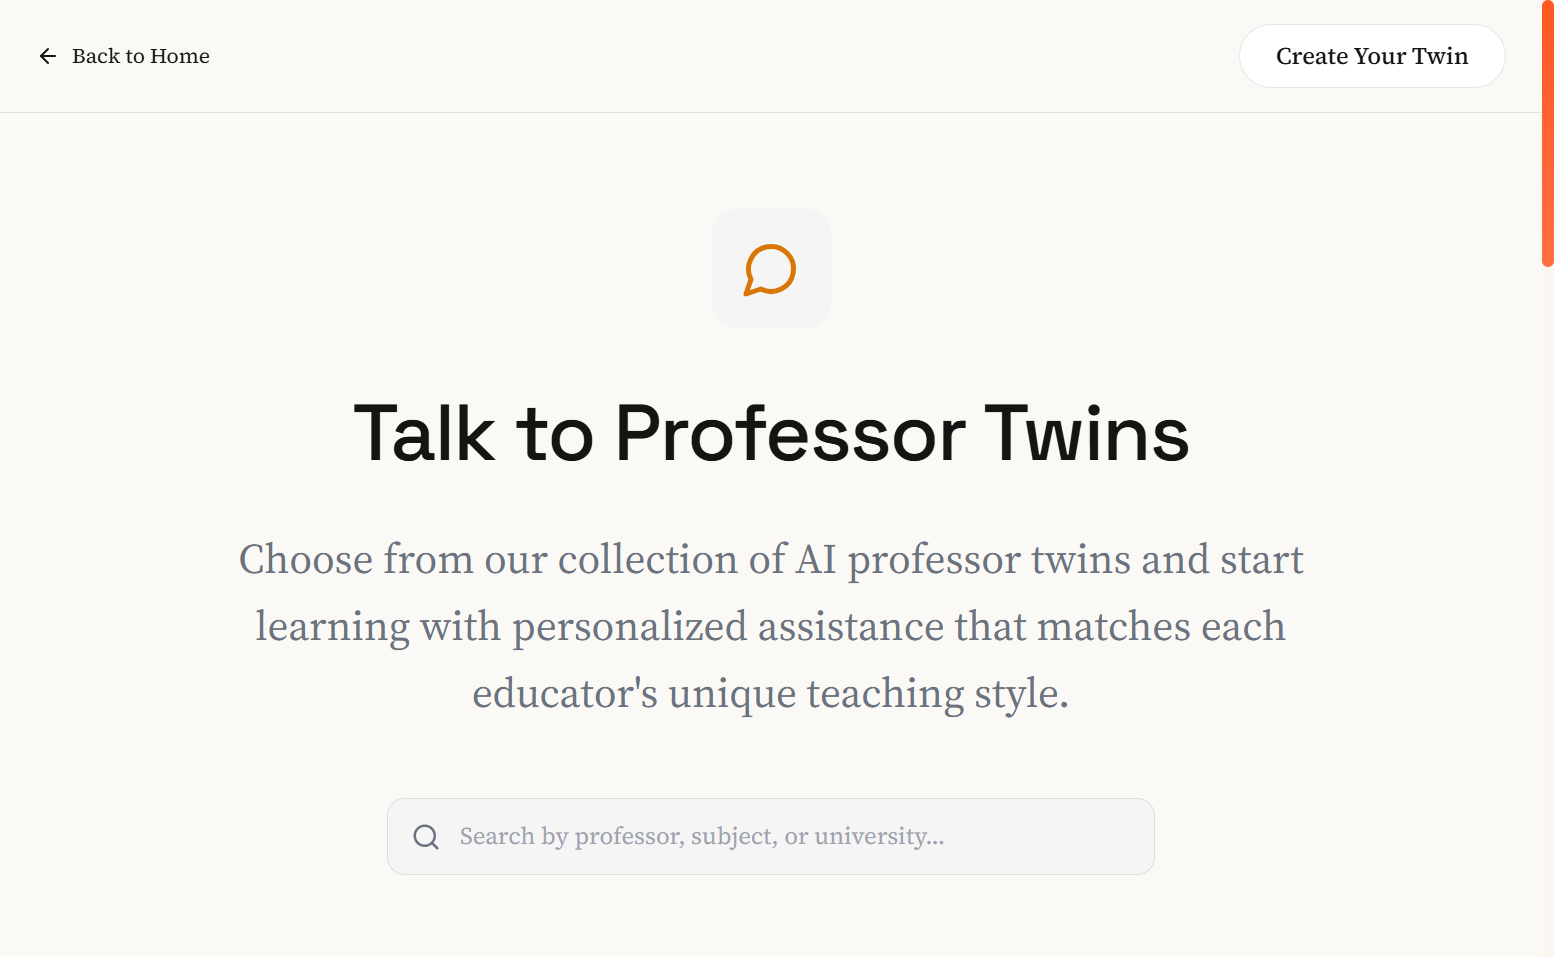 Back to Home
Create Your Twin
Talk to Professor Twins
Choose from our collection of AI professor twins and start
learning with personalized assistance that matches each
educator's unique teaching style.
Search by professor, subject, or university...